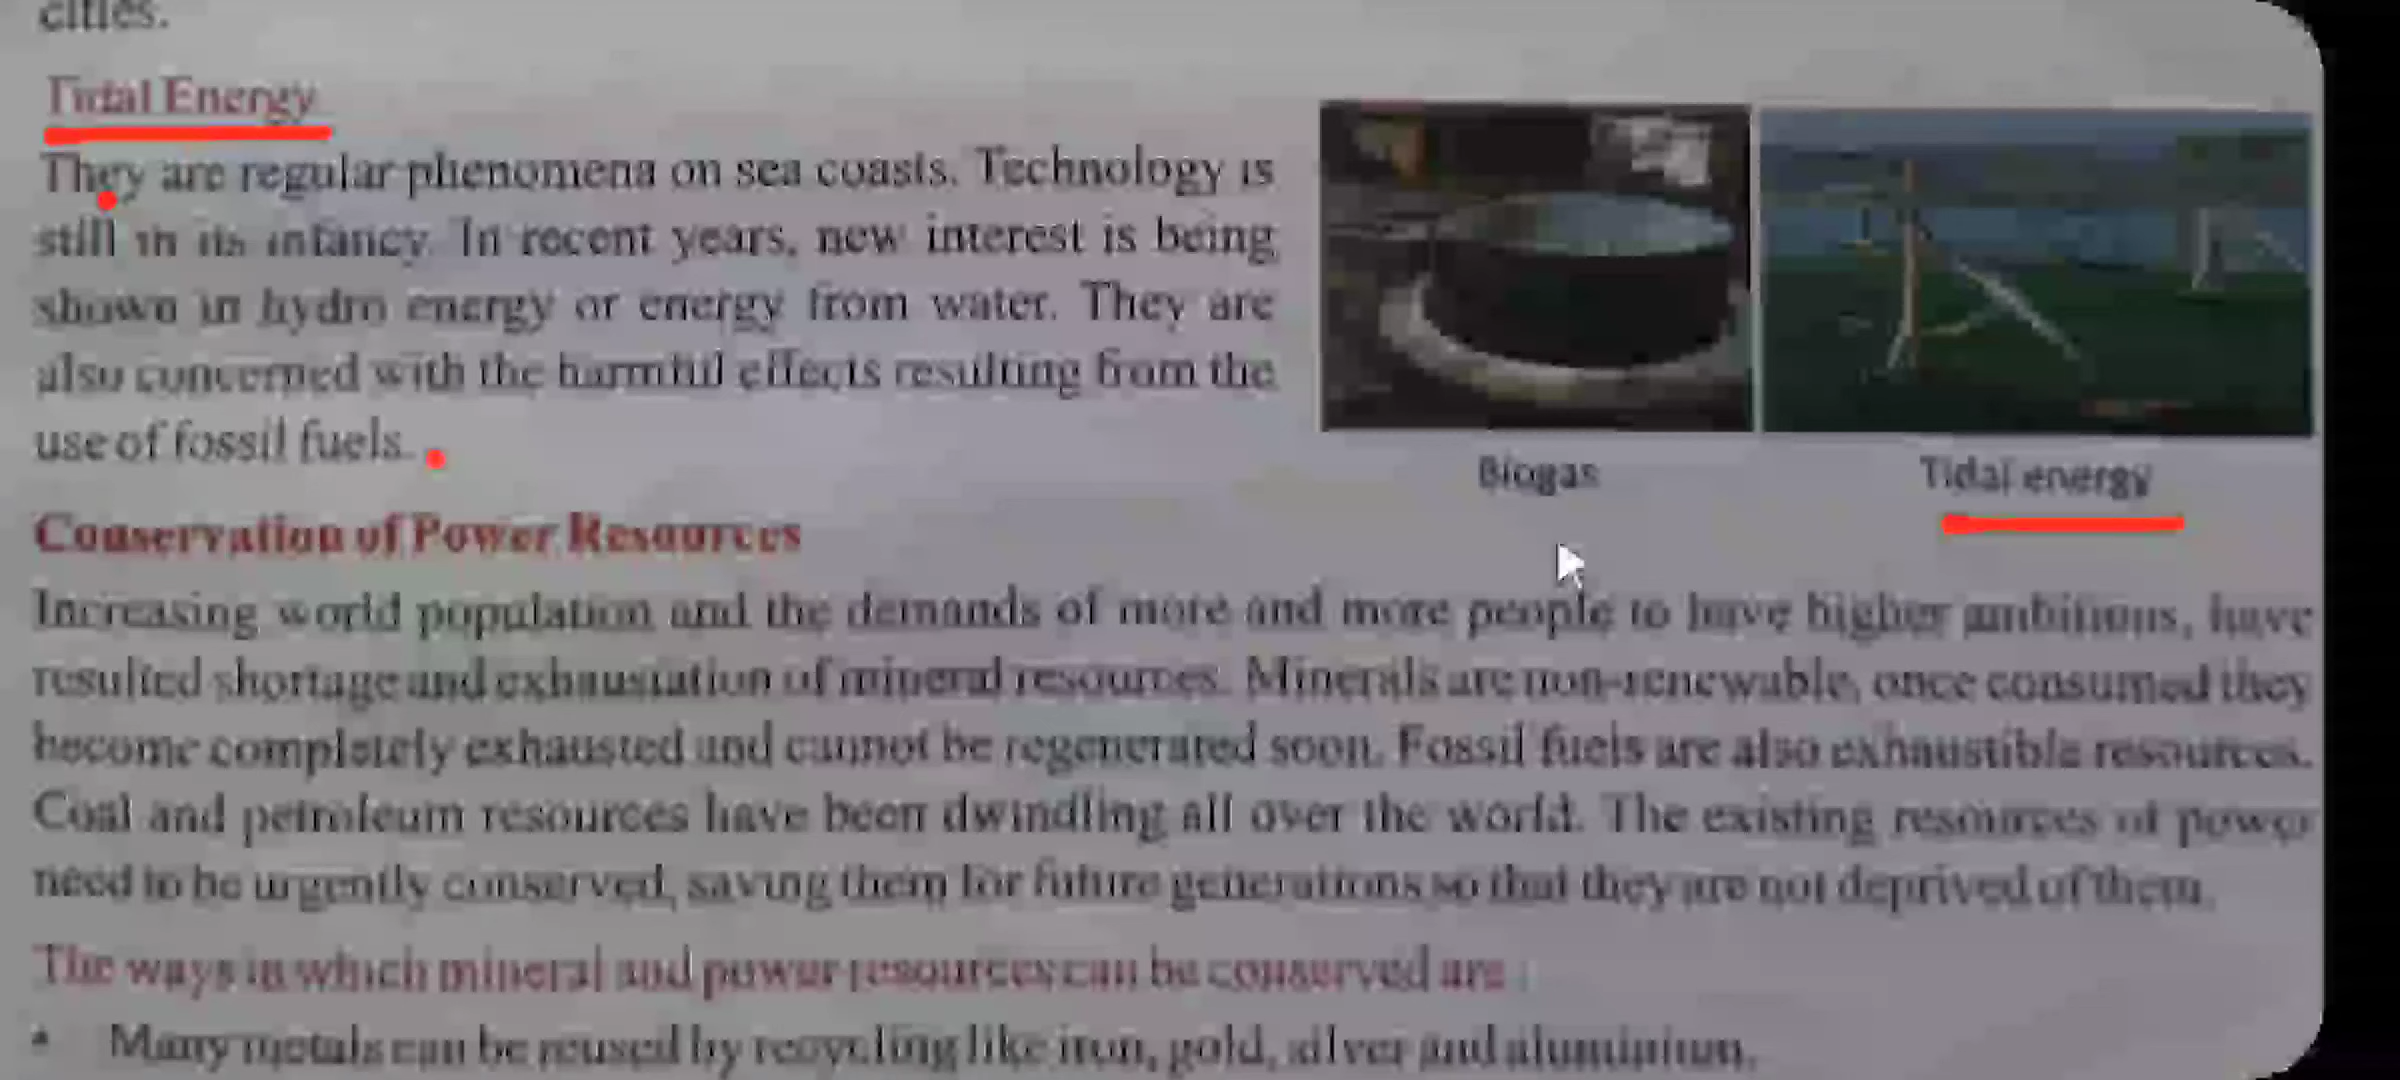 cities.
Tidal Energy
They are regular phenomena on sea coasts. Technology is
still in its infancy. In recent years, new interest is being
shown in hydro energy or energy from water. They are
also concerned with the harmful effects resulting from the
use of fossil fuels.
Biogas
Tidal energy
Conservation of Power Resources
Increasing world population and the demands of more and more people to have higher ambitions, have
resulted shortage and exhaustation of mineral resources. Minerals are non-renewable, once consumed they
become completely exhausted and cannot be regenerated soon. Fossil fuels are also exhaustible resources.
Coal and petroleum resources have been dwindling all over the world. The existing resources of power
need to be urgently conserved, saving them for future generations so that they are not deprived of them.
The ways in which mineral and power resources can be conserved are :
• Many metals can be reused by recycling like iron, gold, silver and aluminium.